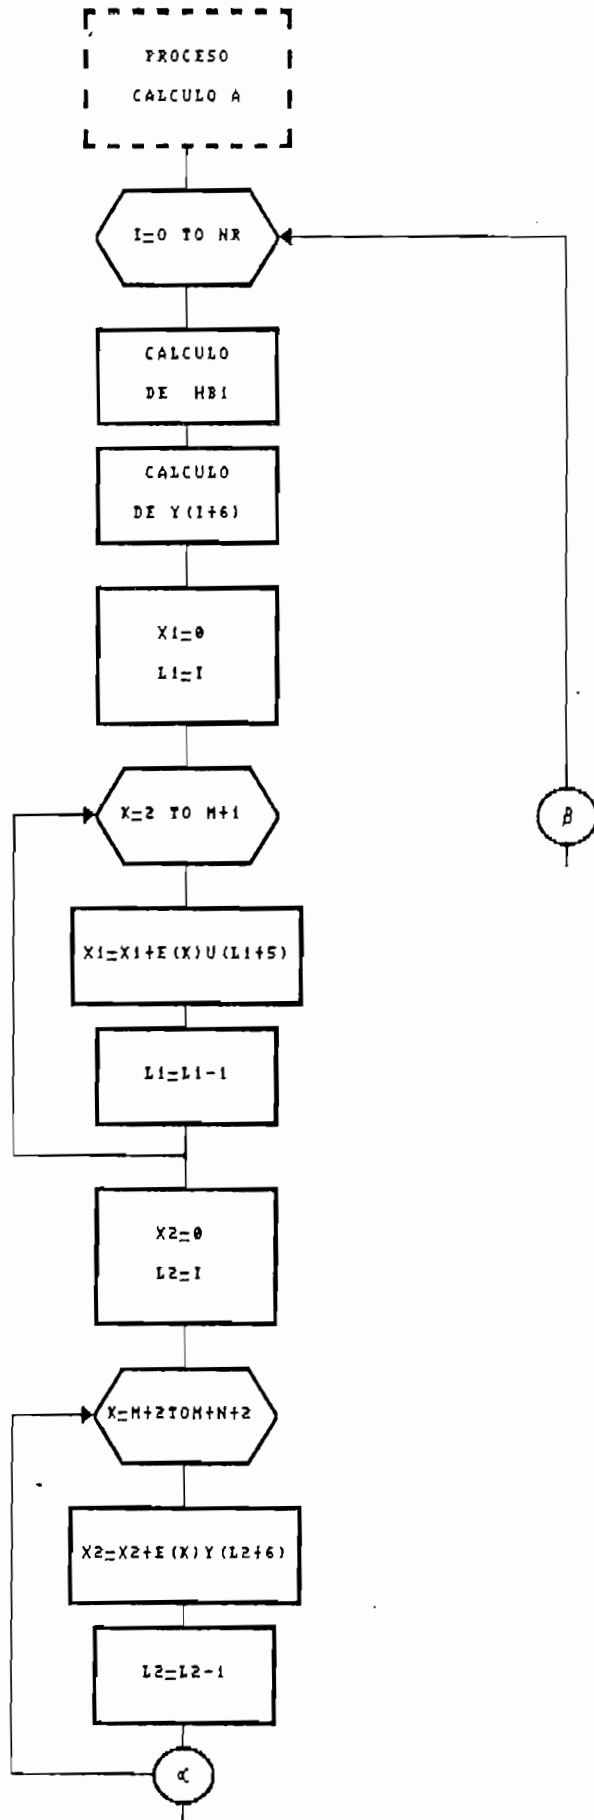 PROCESO
CALCULO A
I=0 TO NR
CALCULO
DE HB1
CALCULO
DE Y(I+6)
X1=0
L1=I
K=2 TO M+1
β
X1=X1+E(K)U(L1+5)
L1=L1-1
X2=0
L2=I
K=M+2TOM+N+2
X2=X2+E(K)Y(L2+6)
L2=L2-1
α